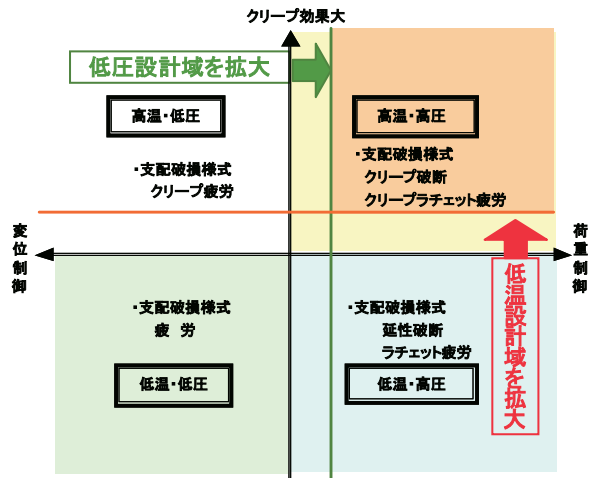 クリープ効果大
低圧設計域を拡大
高温・低圧
・支配破損様式
クリープ疲労
高温・高圧
・支配破損様式
クリープ破断
クリープラチェット疲労
変位制御
荷重制御
・支配破損様式
疲 労
低温・低圧
・支配破損様式
延性破断
ラチェット疲労
低温・高圧
低温設計域を拡大